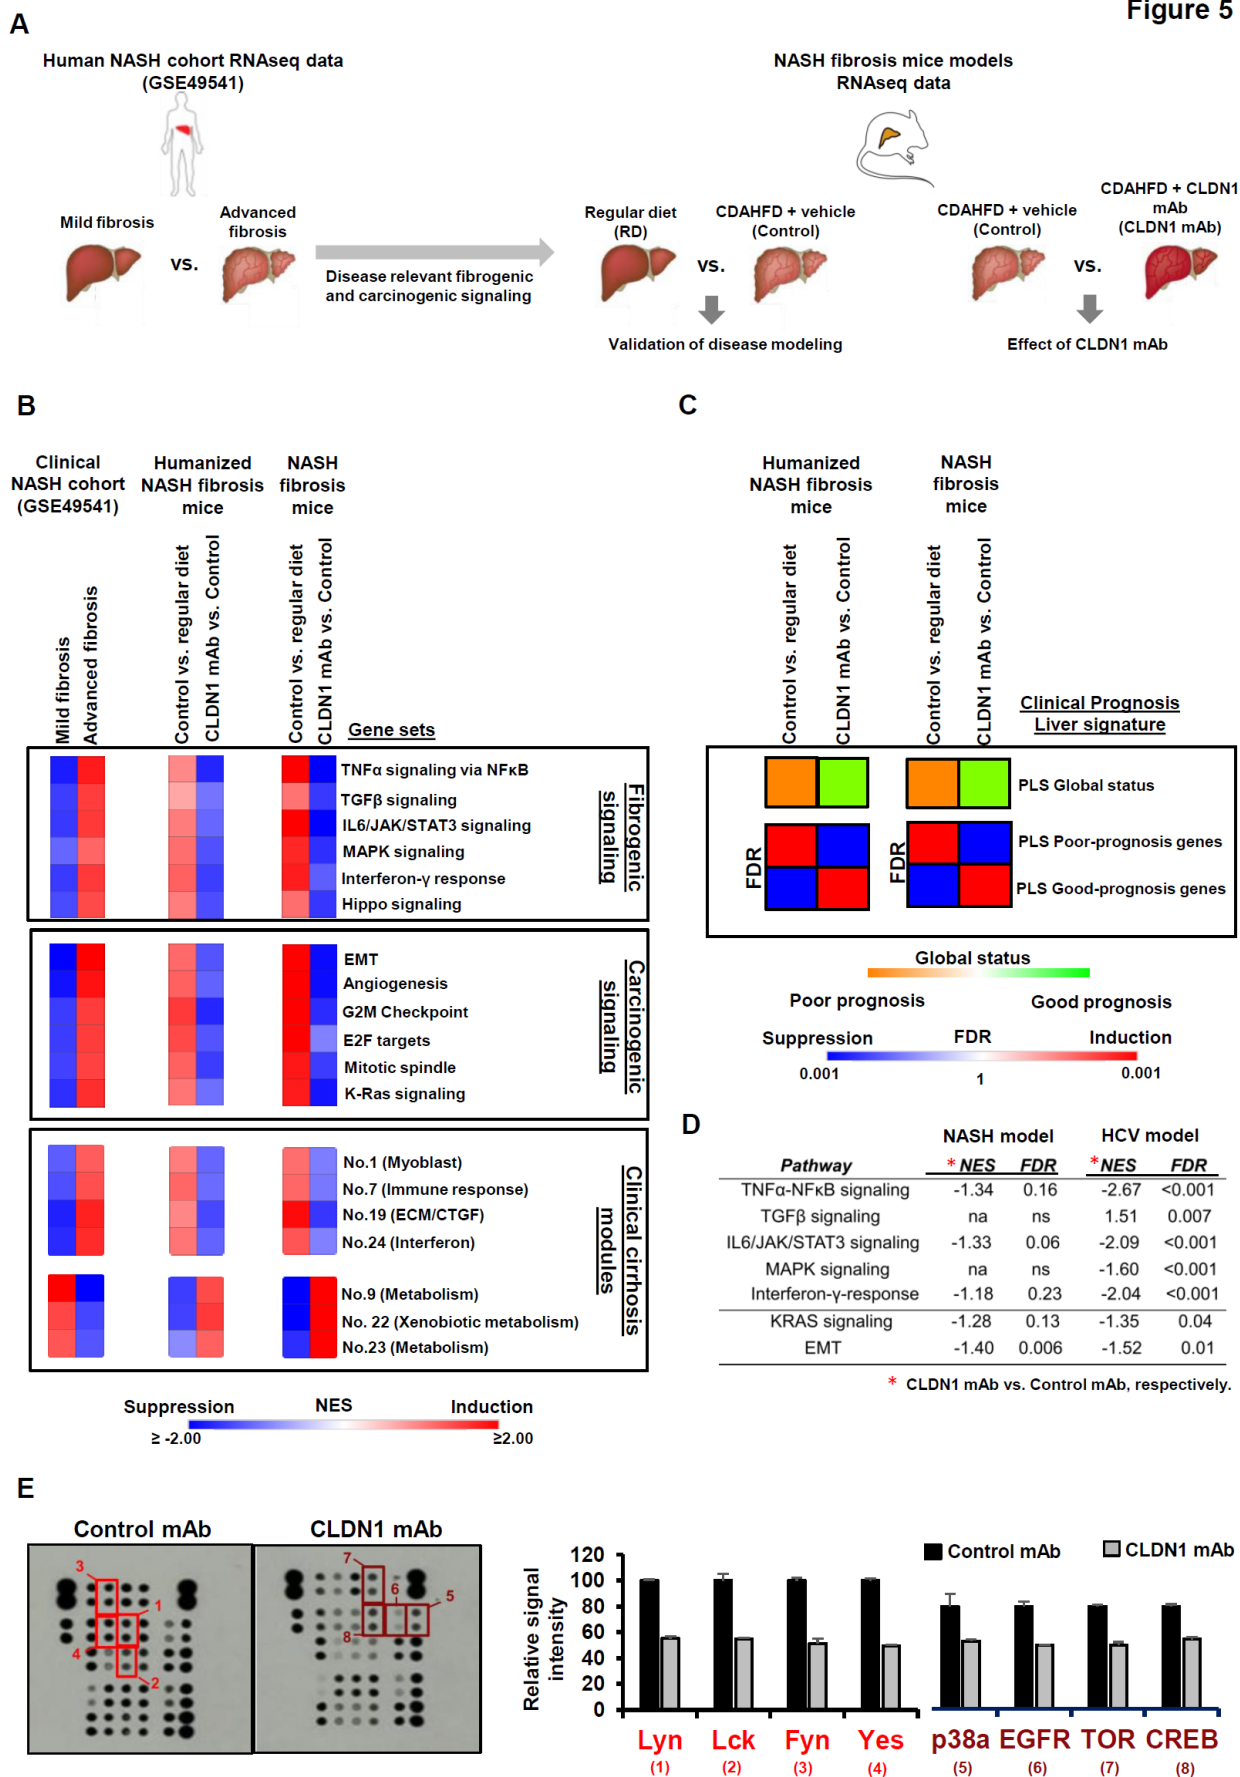 Figure 5
A
Human NASH cohort RNAseq data
(GSE49541)
NASH fibrosis mice models
RNAseq data
Mild fibrosis
vs.
Advanced
fibrosis
Disease relevant fibrogenic
and carcinogenic signaling
Regular diet
(RD)
vs.
CDAHFD + vehicle
(Control)
Validation of disease modeling
CDAHFD + vehicle
(Control)
vs.
CDAHFD + CLDN1
mAb
(CLDN1 mAb)
Effect of CLDN1 mAb
B
Clinical
NASH cohort
(GSE49541)
Humanized
NASH fibrosis
mice
NASH
fibrosis
mice
Mild fibrosis
Advanced fibrosis
Control vs. regular diet
CLDN1 mAb vs. Control
Control vs. regular diet
CLDN1 mAb vs. Control
Gene sets
TNFα signaling via NFκB
TGFβ signaling
IL6/JAK/STAT3 signaling
MAPK signaling
Interferon-γ response
Hippo signaling
Fibrogenic
signaling
EMT
Angiogenesis
G2M Checkpoint
E2F targets
Mitotic spindle
K-Ras signaling
Carcinogenic
signaling
No.1 (Myoblast)
No.7 (Immune response)
No.19 (ECM/CTGF)
No.24 (Interferon)
No.9 (Metabolism)
No. 22 (Xenobiotic metabolism)
No.23 (Metabolism)
Clinical cirrhosis
modules
Suppression NES Induction
≥ -2.00 ≥2.00
C
Humanized
NASH fibrosis
mice
NASH
fibrosis
mice
Control vs. regular diet
CLDN1 mAb vs. Control
Control vs. regular diet
CLDN1 mAb vs. Control
Clinical Prognosis
Liver signature
PLS Global status
FDR
FDR
PLS Poor-prognosis genes
PLS Good-prognosis genes
Global status
Poor prognosis Good prognosis
Suppression FDR Induction
0.001 1 0.001
D
NASH model HCV model
Pathway *NES FDR *NES FDR
TNFα-NFκB signaling -1.34 0.16 -2.67 <0.001
TGFβ signaling na ns 1.51 0.007
IL6/JAK/STAT3 signaling -1.33 0.06 -2.09 <0.001
MAPK signaling na ns -1.60 <0.001
Interferon-γ-response -1.18 0.23 -2.04 <0.001
KRAS signaling -1.28 0.13 -1.35 0.04
EMT -1.40 0.006 -1.52 0.01
* CLDN1 mAb vs. Control mAb, respectively.
E
Control mAb
3
1
4
2
CLDN1 mAb
7
6
5
8
Relative signal
intensity
120
100
80
60
40
20
0
Control mAb
CLDN1 mAb
Lyn Lck Fyn Yes p38a EGFR TOR CREB
(1) (2) (3) (4) (5) (6) (7) (8)